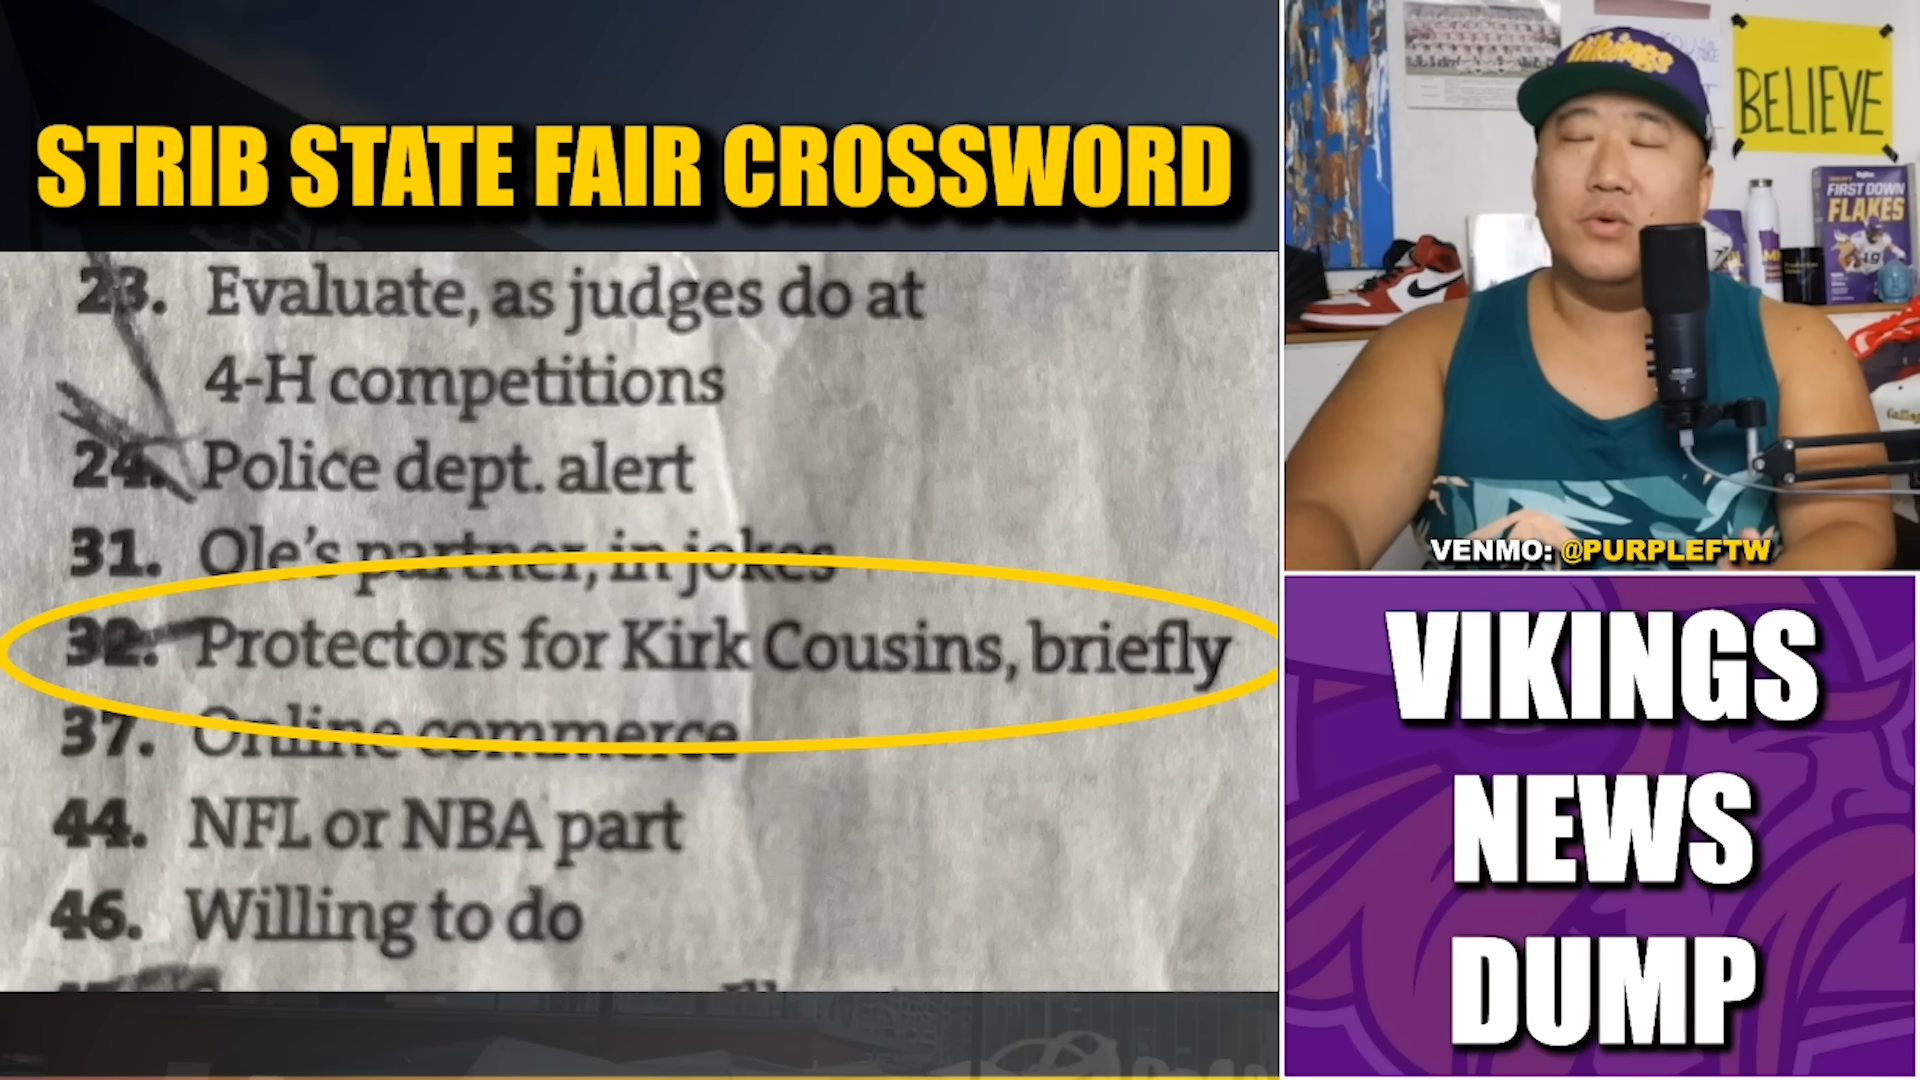 STRIB STATE FAIR CROSSWORD
23. Evaluate, as judges do at
4-H competitions
24. Police dept. alert
31. Ole's partner, in jokes
32. Protectors for Kirk Cousins, briefly
37. Online commerce
44. NFL or NBA part
46. Willing to do
Vikings
BELIEVE
FIRST DOWN
FLAKES
19
VENMO: @PURPLEFTW
VIKINGS
NEWS
DUMP